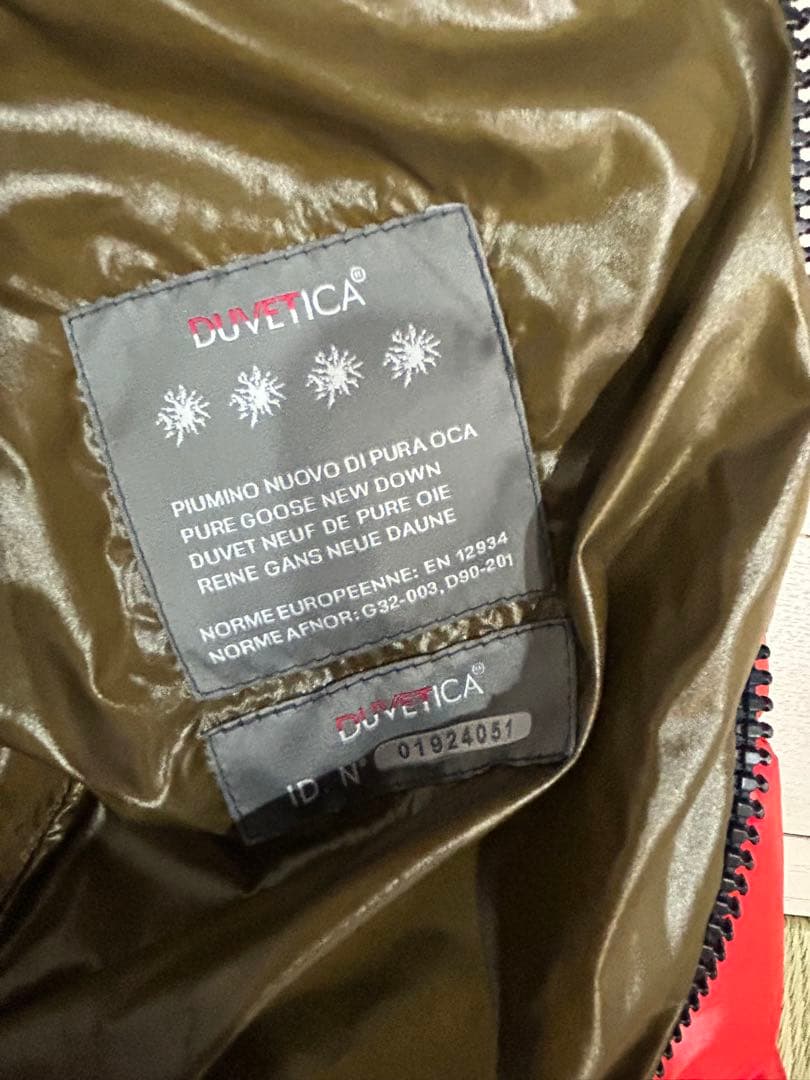 DUVETICA®
PIUMINO NUOVO DI PURA OCA
PURE GOOSE NEW DOWN
DUVET NEUF DE PURE OIE
REINE GANS NEUE DAUNE
NORME EUROPEENNE: EN 12934
NORME AFNOR: G32-003, D90-201
DUVETICA®
ID. N° 01924051